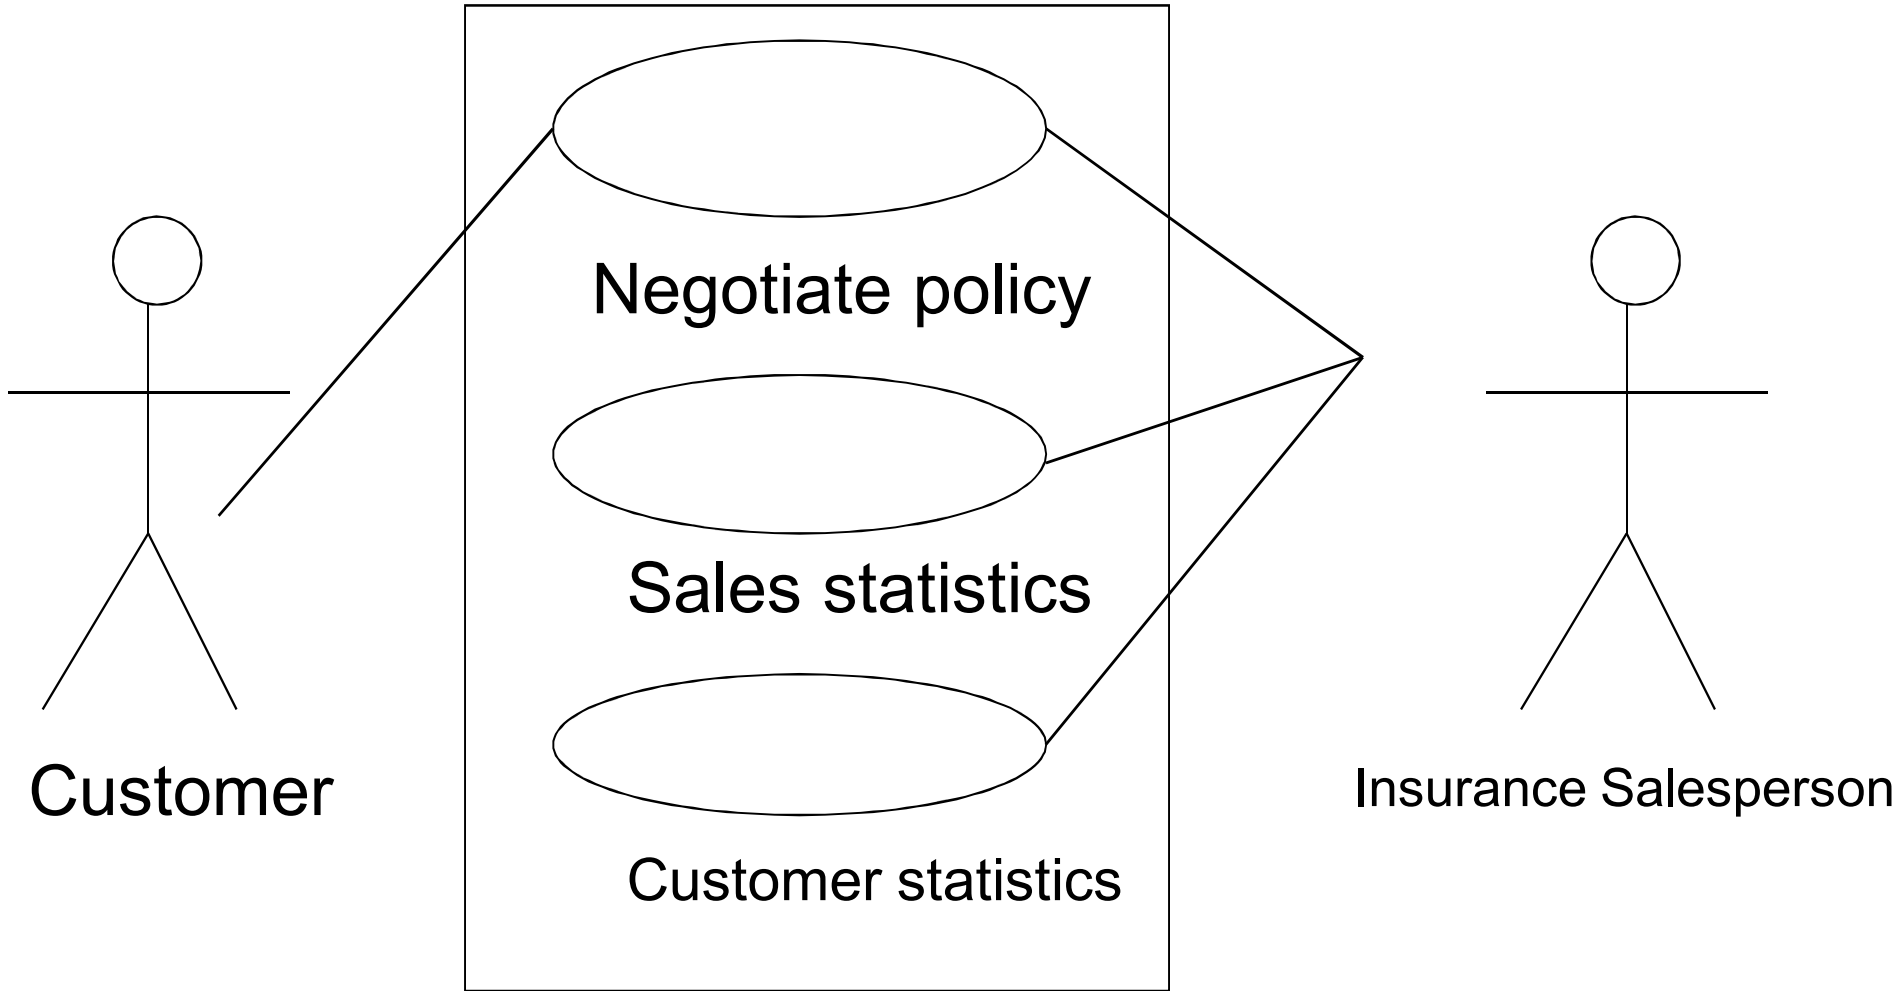 Negotiate policy
Sales statistics
Customer
Insurance Salesperson
Customer statistics